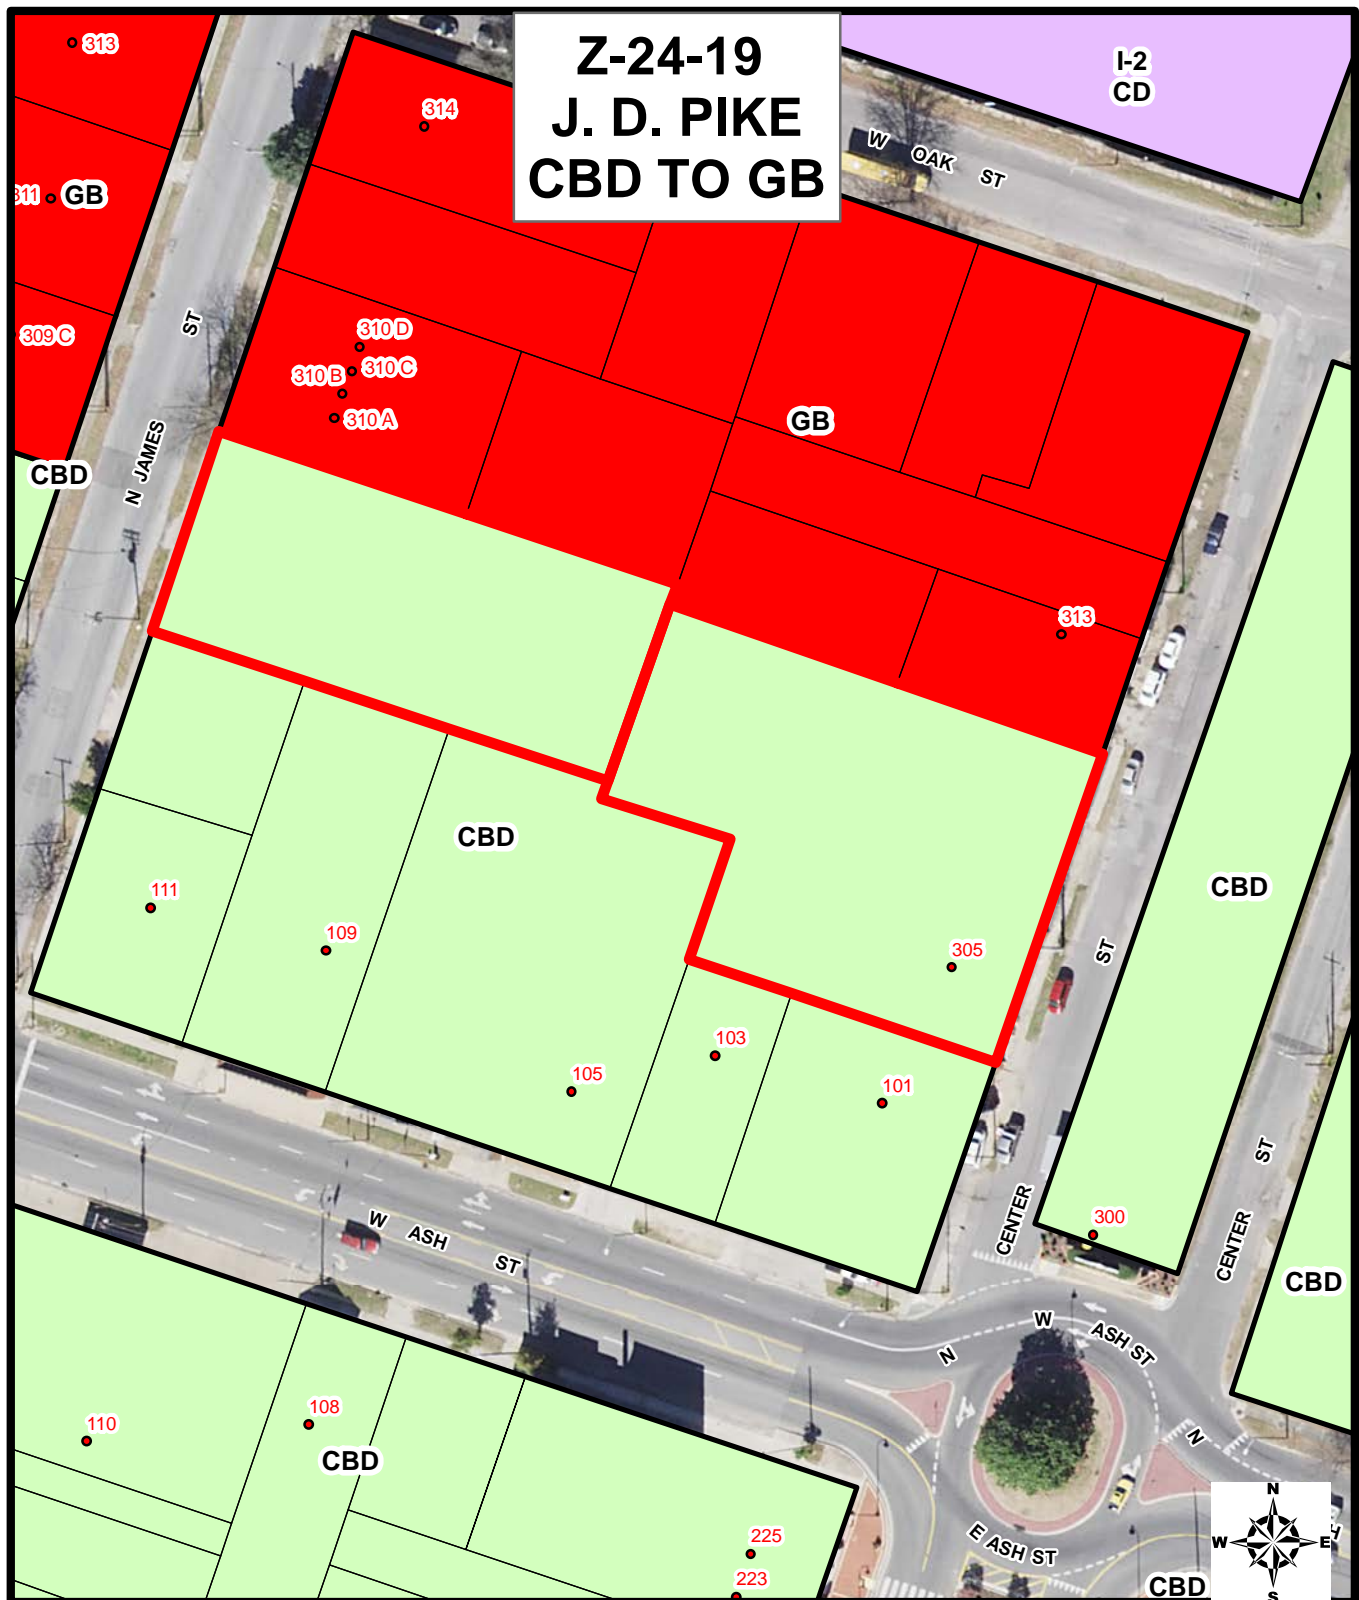 Z-24-19
J. D. PIKE
CBD TO GB
I-2
CD
313
314
W OAK ST
GB
ST
309 C
310 D
310 C
310 B
310 A
GB
CBD
N JAMES
313
CBD
CBD
111
109
305
ST
103
105
101
ST
CENTER
300
CENTER
W ASH ST
CBD
W
ASH ST
N
N
110
108
CBD
225
E ASH ST
223
CBD
N
W
E
S